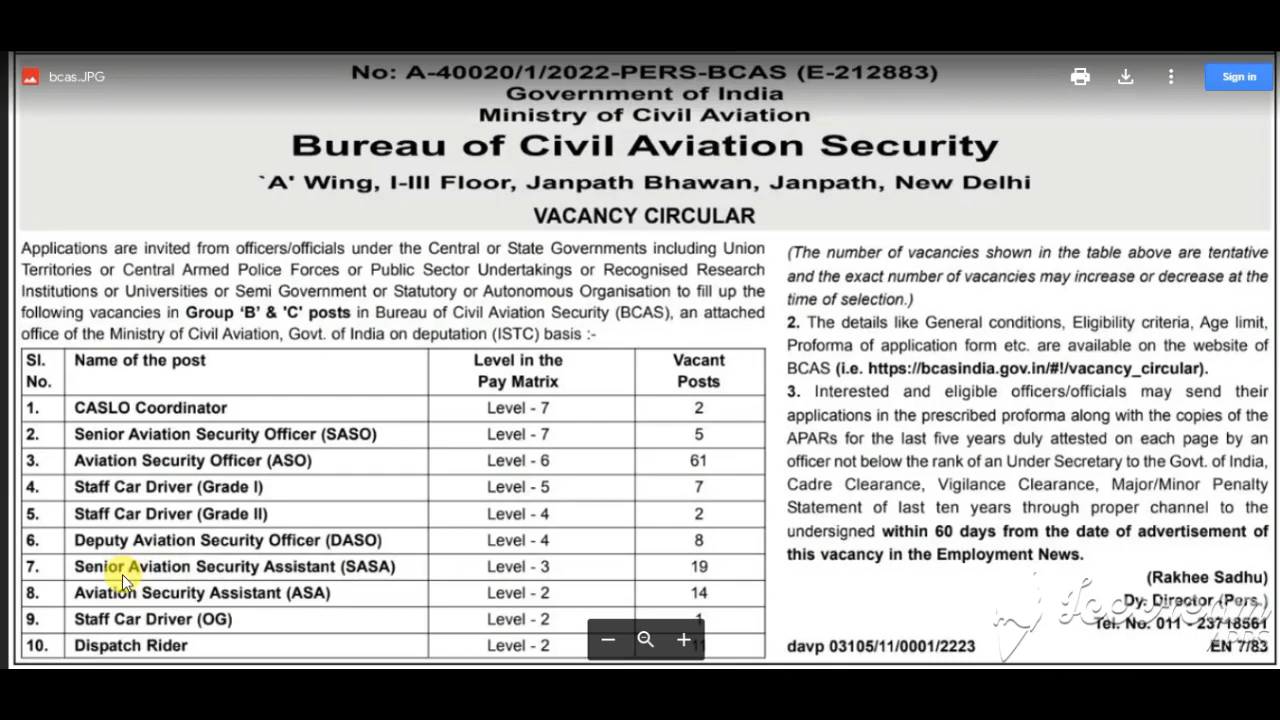 bcas.JPG
Sign in
No: A-40020/1/2022-PERS-BCAS (E-212883)
Government of India
Ministry of Civil Aviation
Bureau of Civil Aviation Security
`A' Wing, I-III Floor, Janpath Bhawan, Janpath, New Delhi
VACANCY CIRCULAR
Applications are invited from officers/officials under the Central or State Governments including Union
Territories or Central Armed Police Forces or Public Sector Undertakings or Recognised Research
Institutions or Universities or Semi Government or Statutory or Autonomous Organisation to fill up the
following vacancies in Group 'B' & 'C' posts in Bureau of Civil Aviation Security (BCAS), an attached
office of the Ministry of Civil Aviation, Govt. of India on deputation (ISTC) basis :-
Sl. No. Name of the post Level in the Pay Matrix Vacant Posts
1. CASLO Coordinator Level - 7 2
2. Senior Aviation Security Officer (SASO) Level - 7 5
3. Aviation Security Officer (ASO) Level - 6 61
4. Staff Car Driver (Grade I) Level - 5 7
5. Staff Car Driver (Grade II) Level - 4 2
6. Deputy Aviation Security Officer (DASO) Level - 4 8
7. Senior Aviation Security Assistant (SASA) Level - 3 19
8. Aviation Security Assistant (ASA) Level - 2 14
9. Staff Car Driver (OG) Level - 2 1
10. Dispatch Rider Level - 2 11
(The number of vacancies shown in the table above are tentative
and the exact number of vacancies may increase or decrease at the
time of selection.)
2. The details like General conditions, Eligibility criteria, Age limit,
Proforma of application form etc. are available on the website of
BCAS (i.e. https://bcasindia.gov.in/#!/vacancy_circular).
3. Interested and eligible officers/officials may send their
applications in the prescribed proforma along with the copies of the
APARs for the last five years duly attested on each page by an
officer not below the rank of an Under Secretary to the Govt. of India,
Cadre Clearance, Vigilance Clearance, Major/Minor Penalty
Statement of last ten years through proper channel to the
undersigned within 60 days from the date of advertisement of
this vacancy in the Employment News.
(Rakhee Sadhu)
Dy. Director (Pers.)
Tel. No. 011 - 23718561
davp 03105/11/0001/2223 EN 7/83